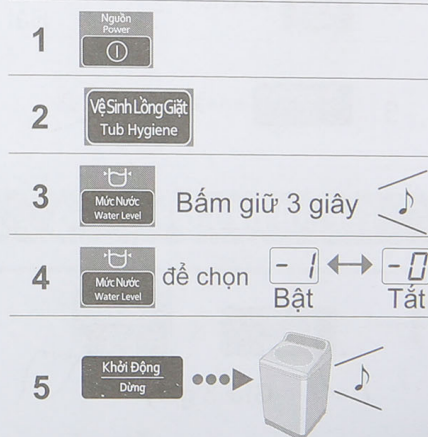 1
Nguồn
Power
2
Vệ Sinh Lồng Giặt
Tub Hygiene
3
Mức Nước
Water Level
Bấm giữ 3 giây
4
Mức Nước
Water Level
để chọn
- 1
- 0
Bật
Tắt
5
Khởi Động
Dừng